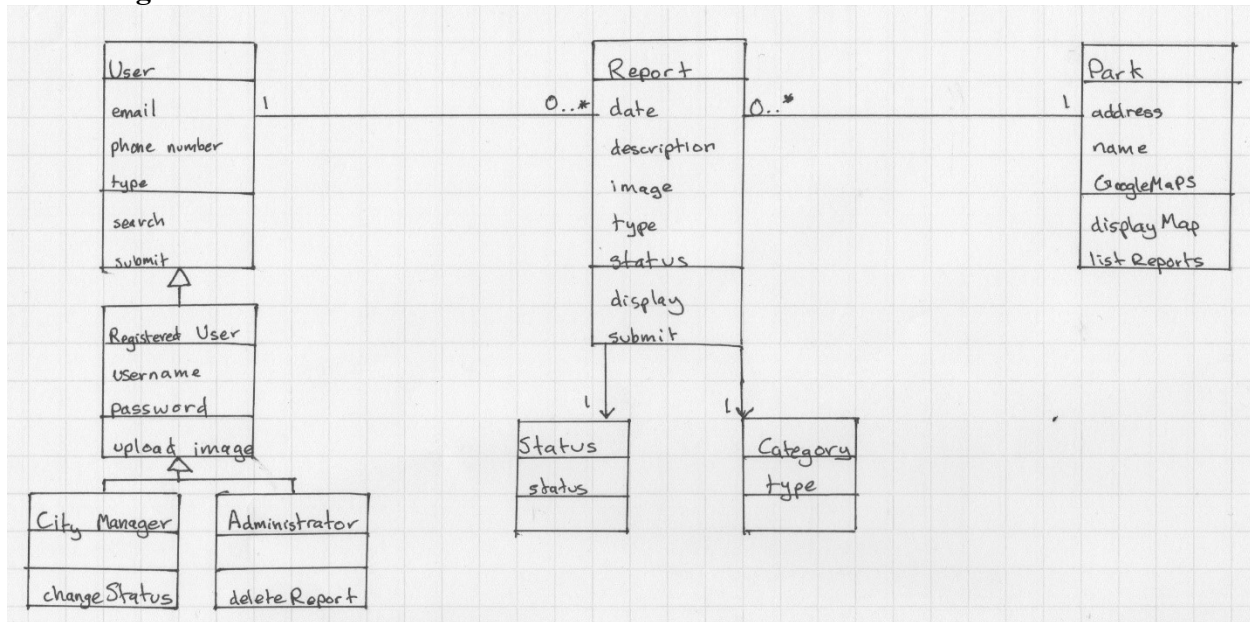 User
email
phone number
type
search
submit
1
0..*
Report
date
description
image
type
status
display
submit
0..*
1
Park
address
name
GoogleMaps
displayMap
listReports
Registered User
username
password
upload image
City Manager
changeStatus
Administrator
deleteReport
1
Status
status
1
Category
type